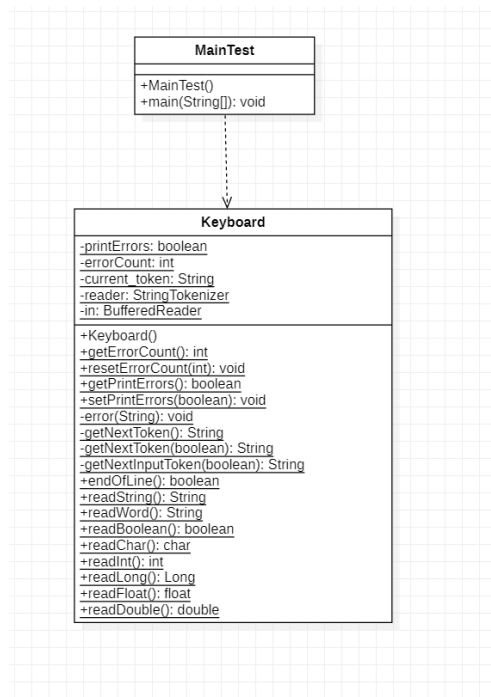 MainTest
+MainTest()
+main(String[]): void
Keyboard
-printErrors: boolean
-errorCount: int
-current_token: String
-reader: StringTokenizer
-in: BufferedReader
+Keyboard()
+getErrorCount(): int
+resetErrorCount(int): void
+getPrintErrors(): boolean
+setPrintErrors(boolean): void
-error(String): void
-getNextToken(): String
-getNextToken(boolean): String
-getNextInputToken(boolean): String
+endOfLine(): boolean
+readString(): String
+readWord(): String
+readBoolean(): boolean
+readChar(): char
+readInt(): int
+readLong(): Long
+readFloat(): float
+readDouble(): double